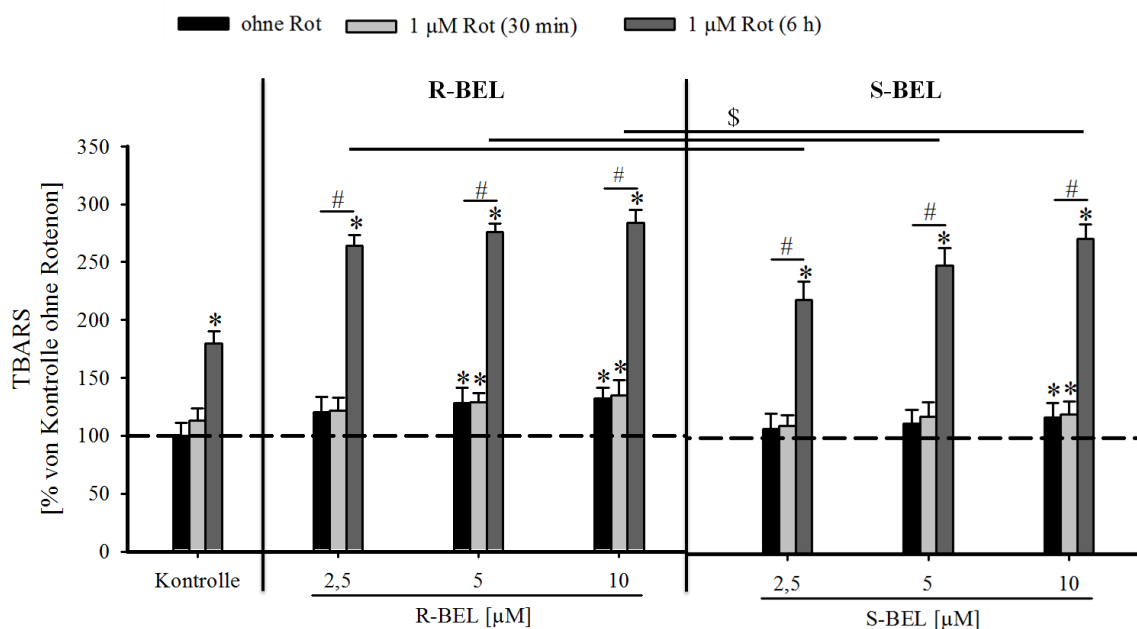 ohne Rot 1 µM Rot (30 min) 1 µM Rot (6 h)
R-BEL S-BEL
$
350
300
250
200
150
100
50
0
TBARS
[% von Kontrolle ohne Rotenon]
# # # # # #
* * * * * * * * * * * * *
Kontrolle 2,5 5 10 2,5 5 10
R-BEL [µM] S-BEL [µM]